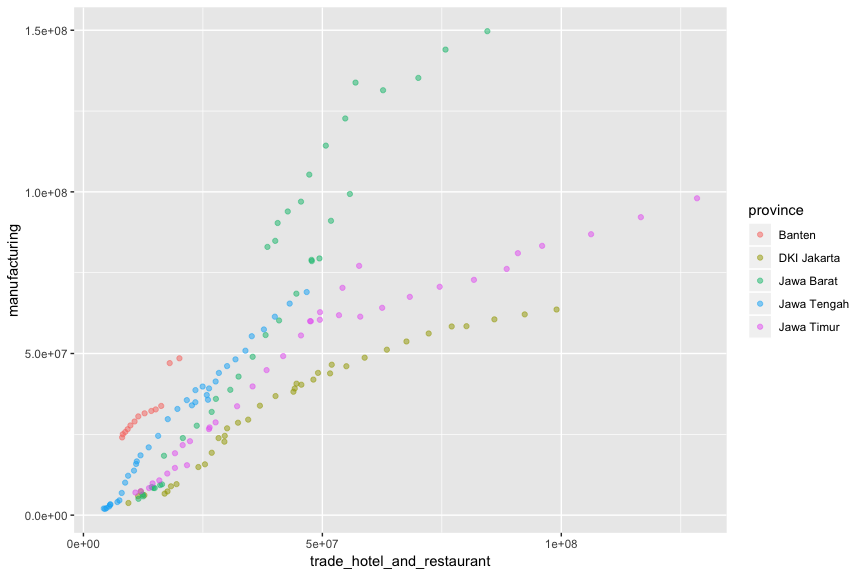 1.5e+08
1.0e+08
5.0e+07
0.0e+00
manufacturing
0e+00 5e+07 1e+08
trade_hotel_and_restaurant
province
Banten
DKI Jakarta
Jawa Barat
Jawa Tengah
Jawa Timur